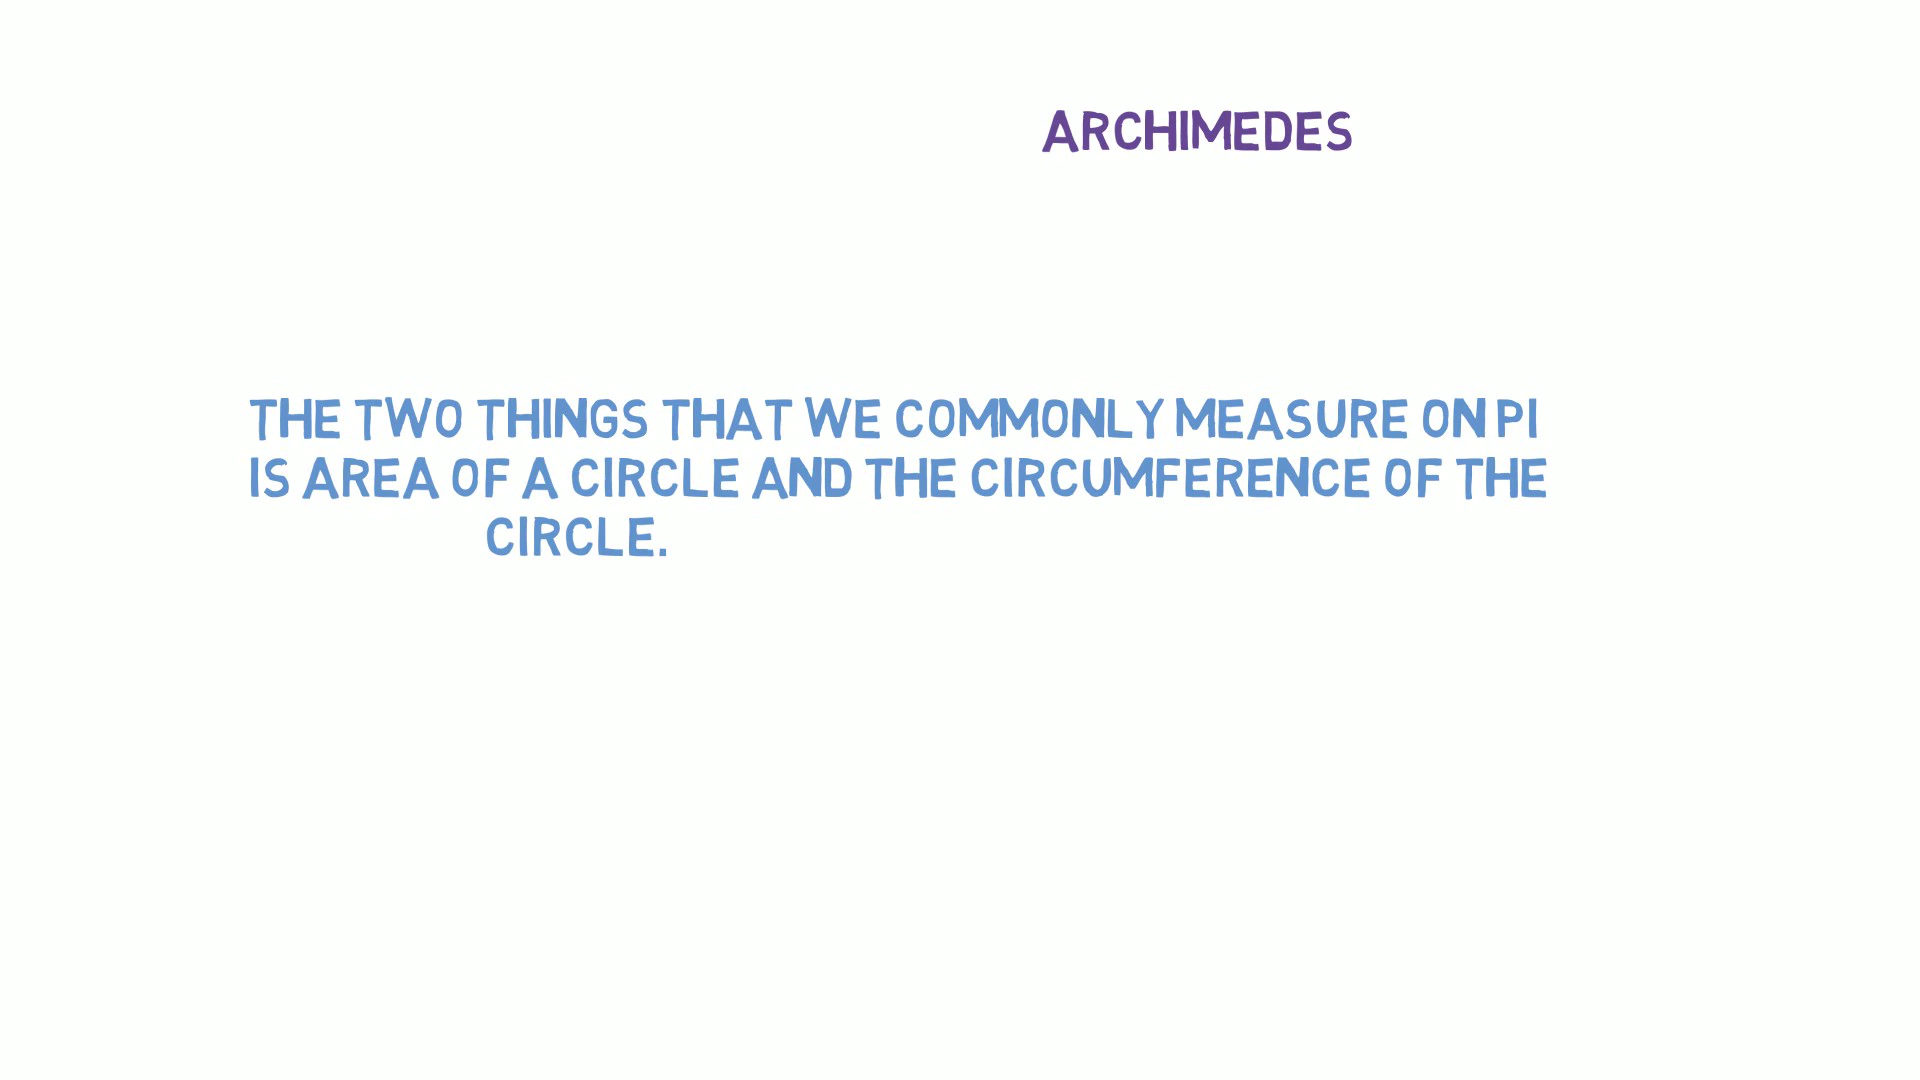 ARCHIMEDES
THE TWO THINGS THAT WE COMMONLY MEASURE ON PI
IS AREA OF A CIRCLE AND THE CIRCUMFERENCE OF THE
CIRCLE.